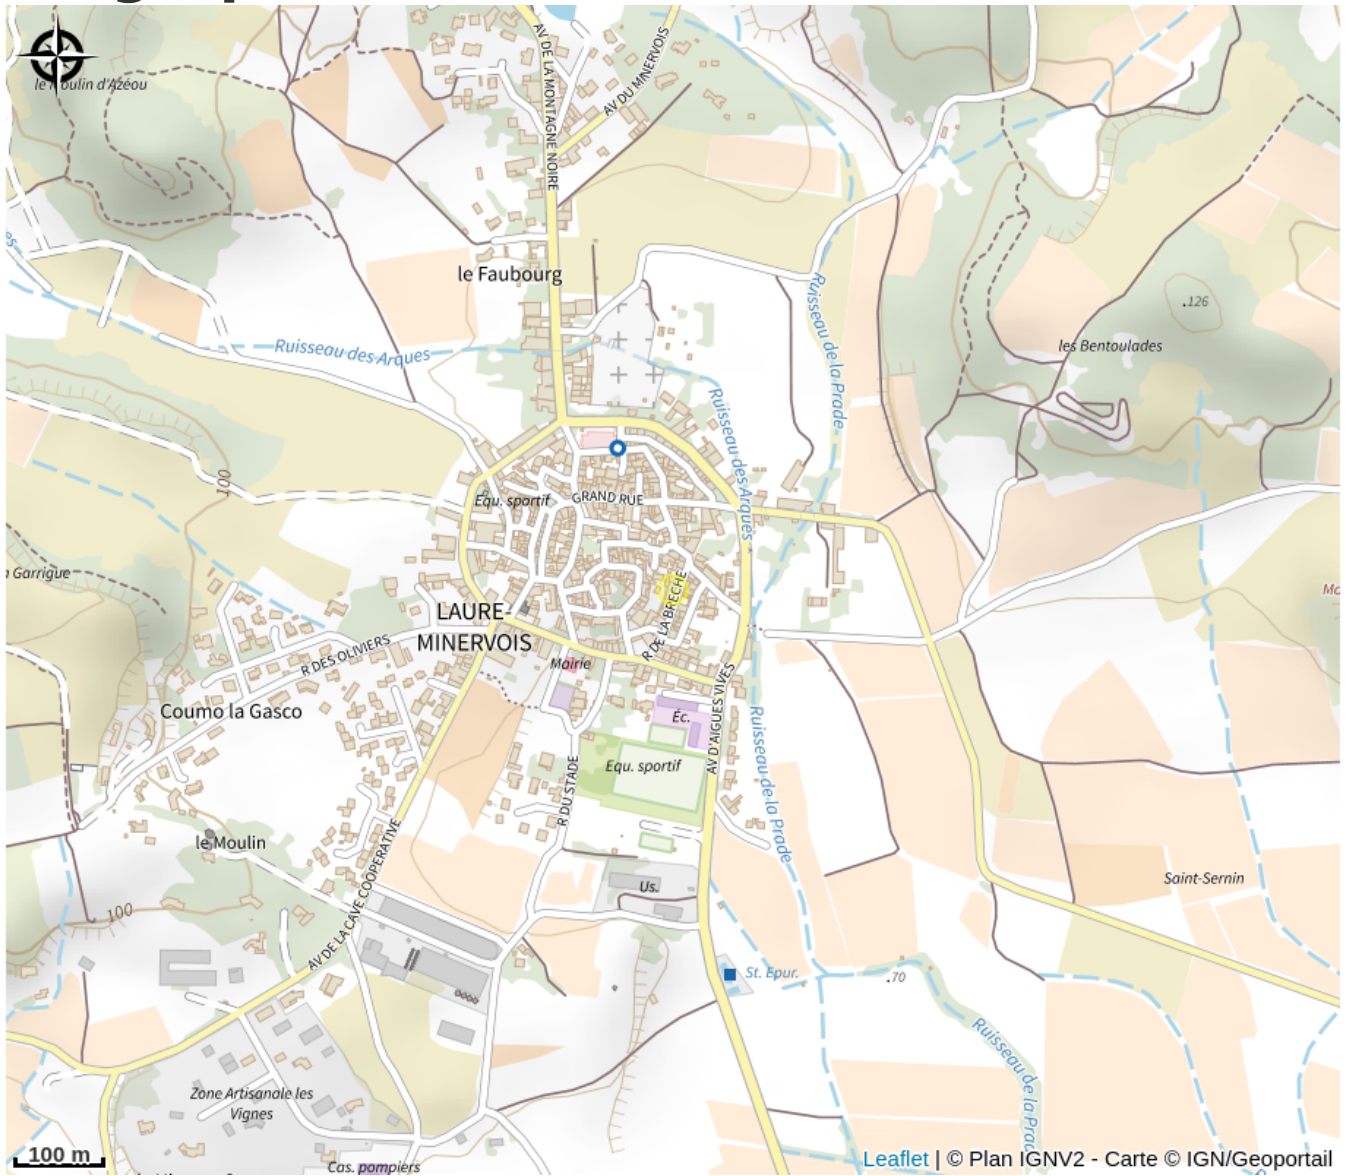 le Moulin d'Azéou
AV DE LA MONTAGNE NOIRE
AV DU MINERVOIS
le Faubourg
Ruisseau des Arques
Ruisseau de la Prade
.126
les Bentoulades
Ruisseau des Arques
100
Equ. sportif
GRAND RUE
Garrigue
LAURE-
MINERVOIS
R DE LA BRECHE
R DES OLIVIERS
Mairie
Coumo la Gasco
Éc.
AV D'AIGUES VIVES
Ruisseau de la Prade
Equ. sportif
R DU STADE
le Moulin
AV DE LA CAVE COOPERATIVE
Us.
Saint-Sernin
100
St. Epur.
.70
Ruisseau de la Prade
Zone Artisanale les
Vignes
Cas. pompiers
100 m
Leaflet | © Plan IGNV2 - Carte © IGN/Geoportail